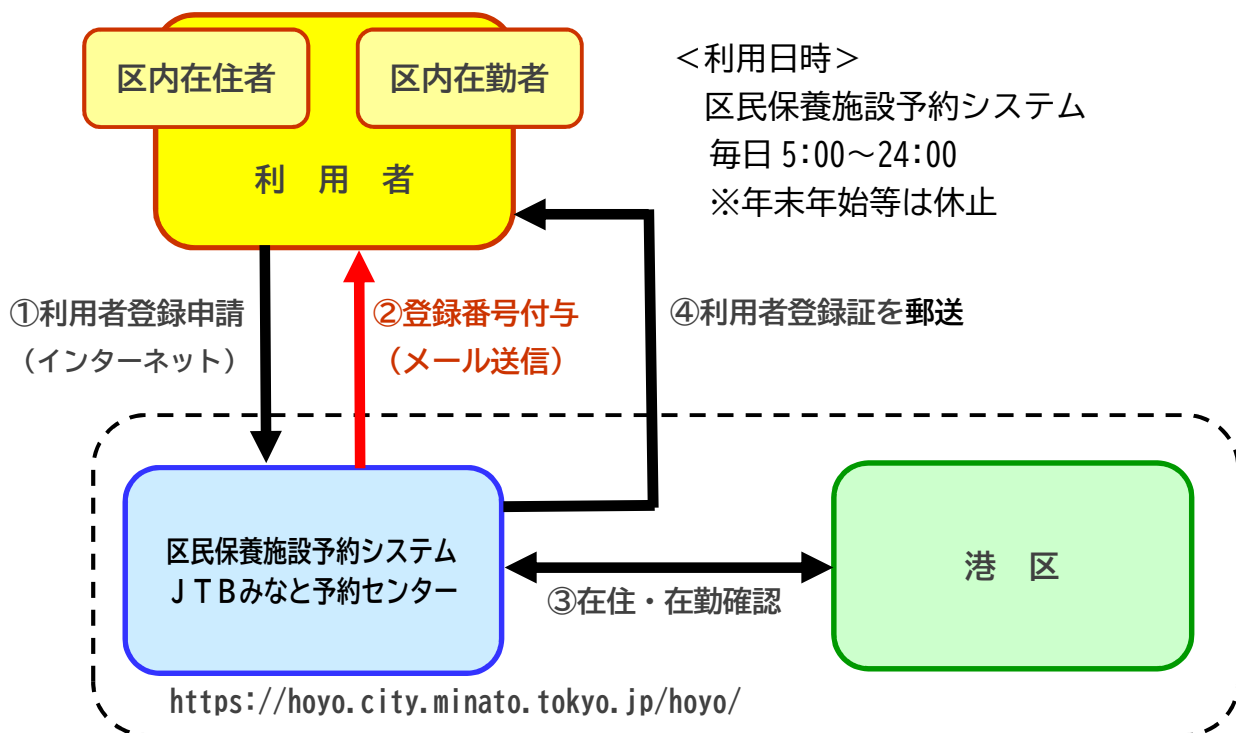 区内在住者
区内在勤者
利　用　者
＜利用日時＞
区民保養施設予約システム
毎日 5:00～24:00
※年末年始等は休止
①利用者登録申請
（インターネット）
②登録番号付与
（メール送信）
④利用者登録証を郵送
区民保養施設予約システム
ＪＴＢみなと予約センター
③在住・在勤確認
港　区
https://hoyo.city.minato.tokyo.jp/hoyo/